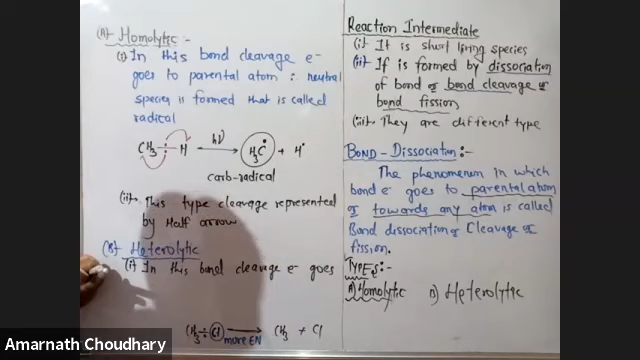 (A) Homolytic :-
(i) In this bond cleavage e-
goes to parental atom ∴ neutral
species is formed that is called
radical
CH3 - H hν → H3C• + H•
carb-radical
(ii) This type cleavage represented
by Half arrow
(B) Heterolytic
(i) In this bond cleavage e- goes
CH3 ÷ Cl → CH3 + Cl
more EN
Reaction Intermediate
(i) It is short living species
(ii) If is formed by dissociation
of bond or bond cleavage or
bond fission
(iii) They are different type
BOND-Dissociation :-
The phenomenon in which
bond e- goes to parental atom
or towards any atom is called
Bond dissociation or Cleavage or
fission.
TYPES :-
A) Homolytic B) Heterolytic
Amarnath Choudhary